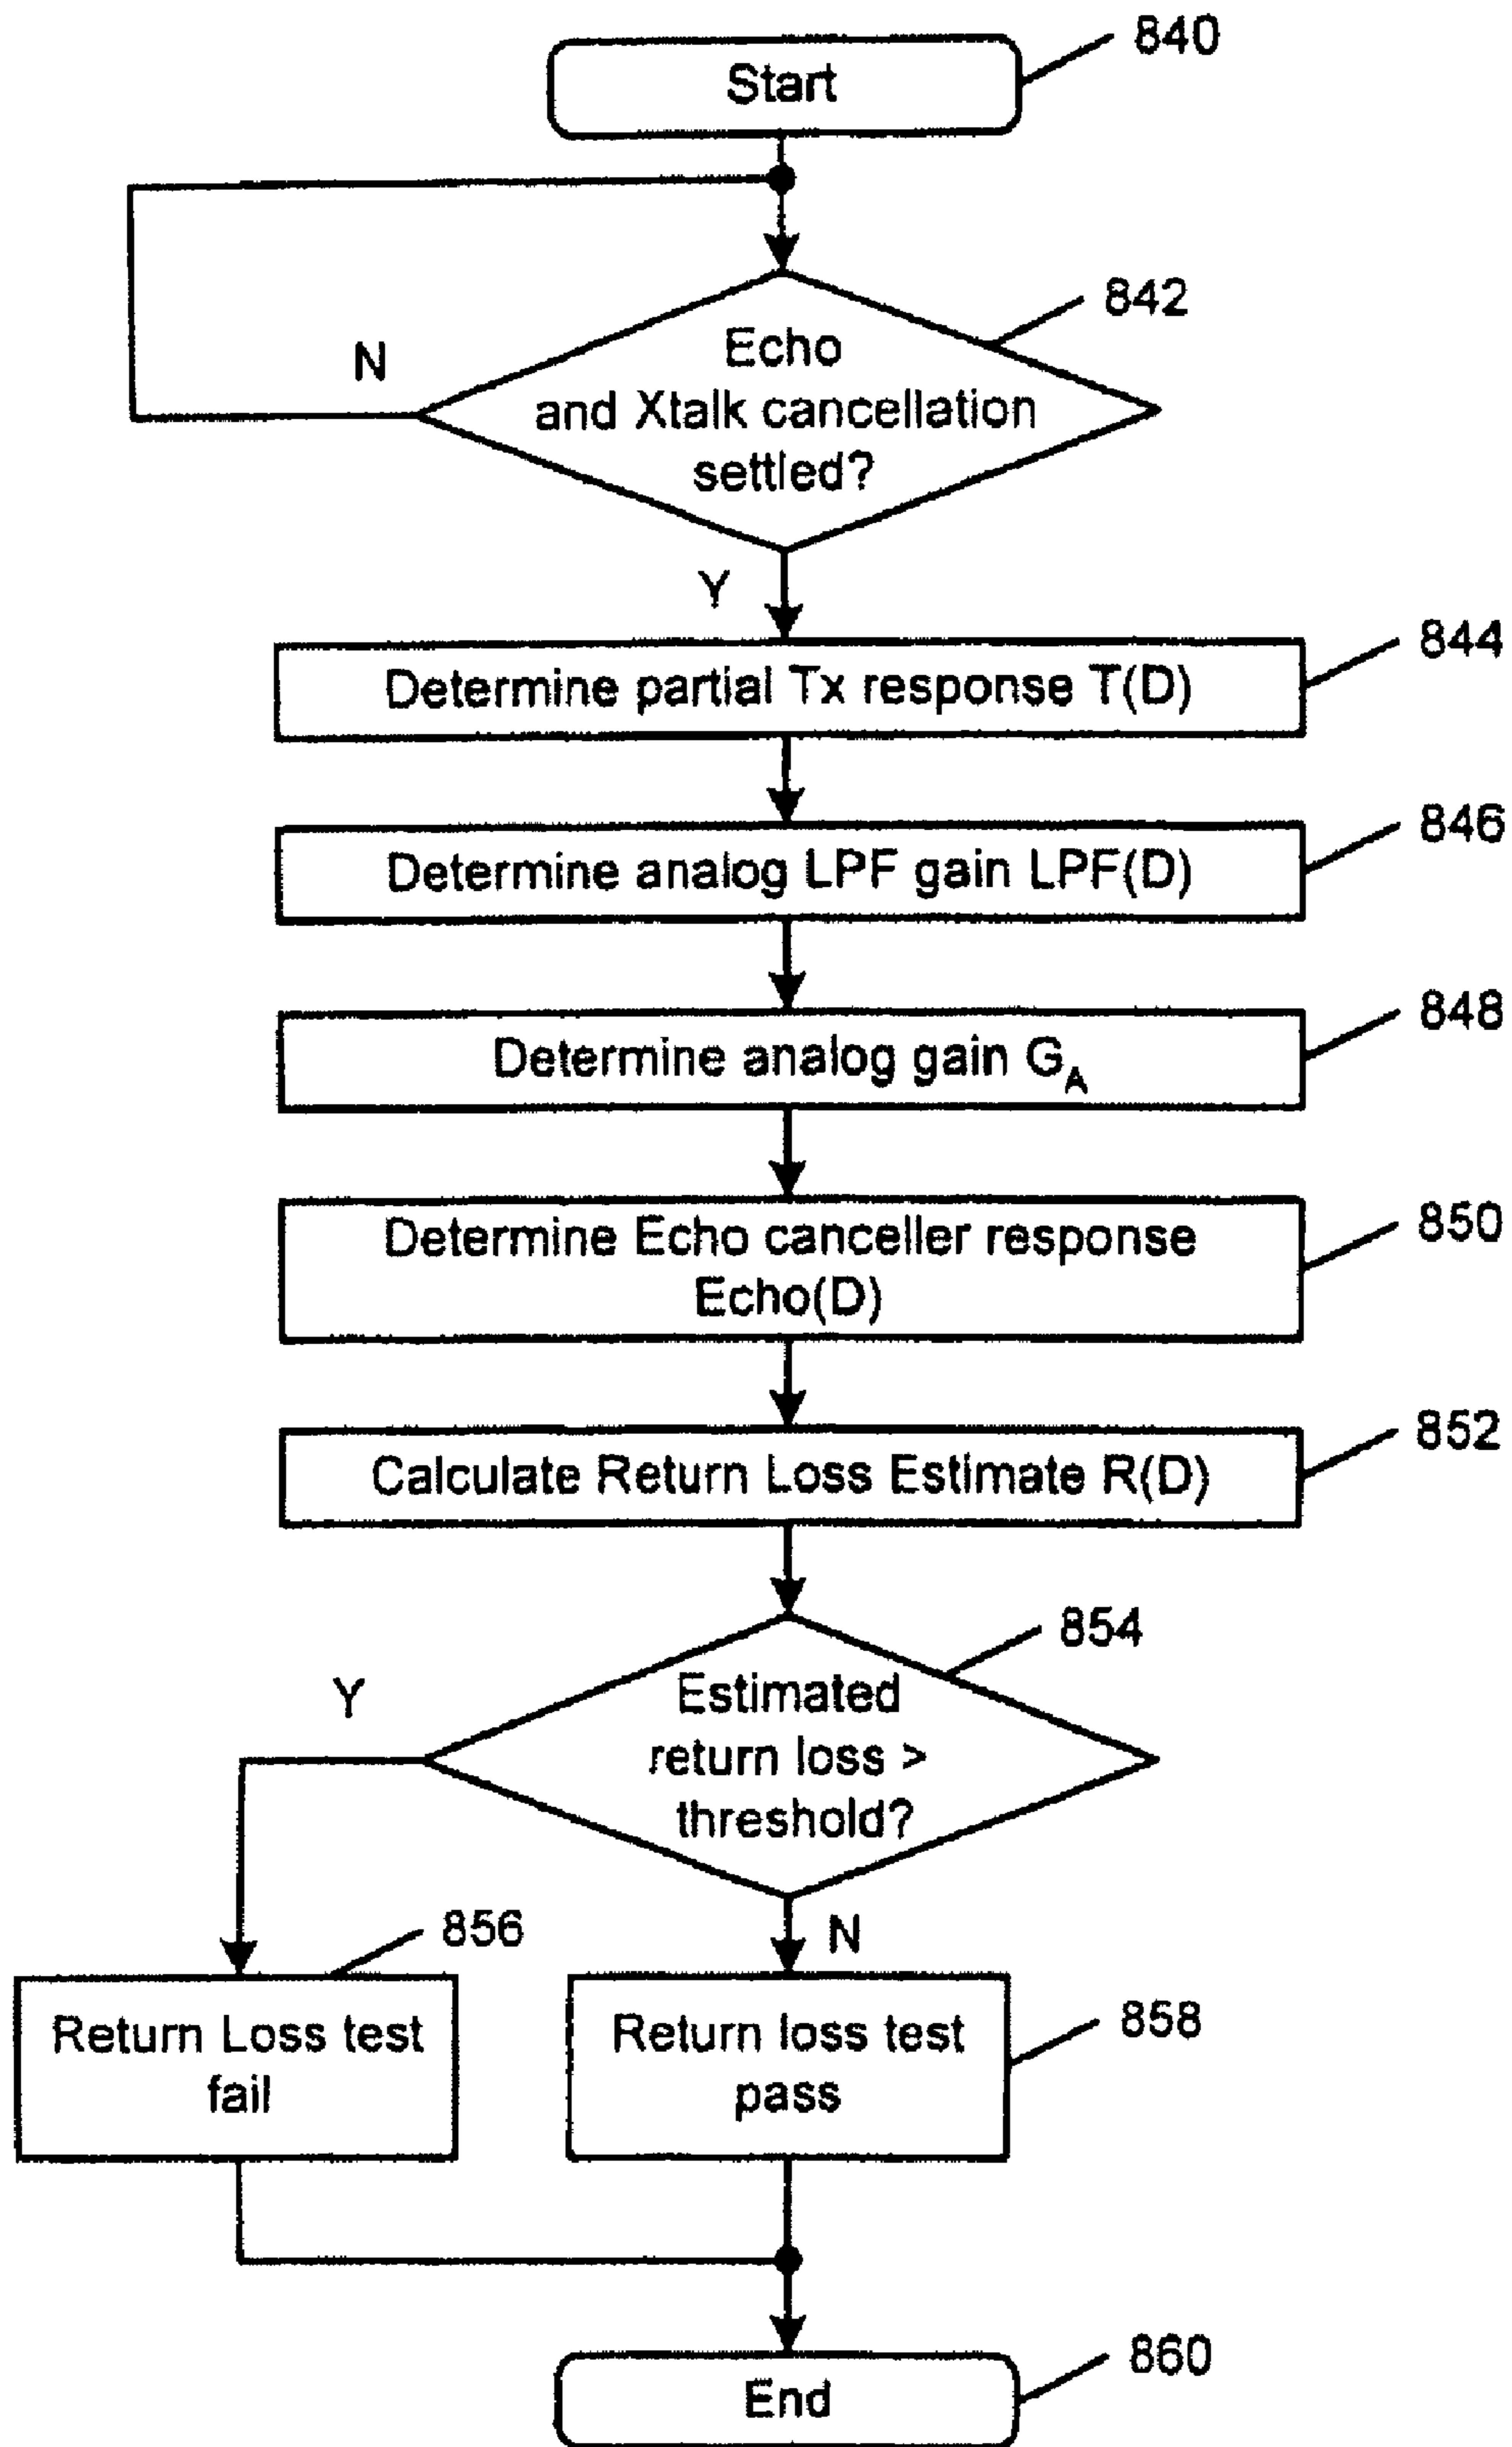 840
Start
842
Echo
and Xtalk cancellation
settled?
N
Y
844
Determine partial Tx response T(D)
846
Determine analog LPF gain LPF(D)
848
Determine analog gain G_A
850
Determine Echo canceller response
Echo(D)
852
Calculate Return Loss Estimate R(D)
854
Estimated
return loss >
threshold?
Y
N
856
Return Loss test
fail
858
Return loss test
pass
860
End